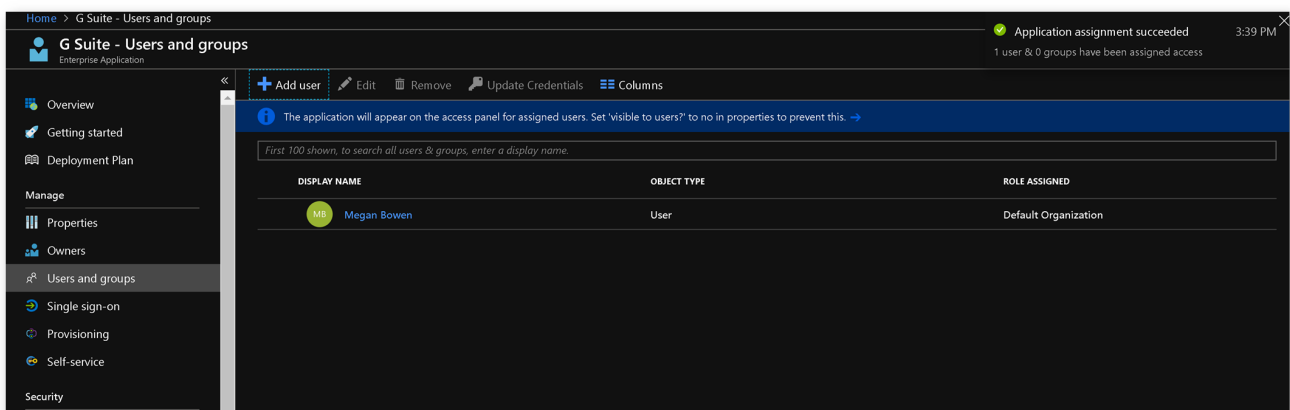 Home > G Suite - Users and groups
G Suite - Users and groups
Enterprise Application
Application assignment succeeded 3:39 PM
1 user & 0 groups have been assigned access
«
Overview
Getting started
Deployment Plan
Manage
Properties
Owners
Users and groups
Single sign-on
Provisioning
Self-service
Security
Add user Edit Remove Update Credentials Columns
The application will appear on the access panel for assigned users. Set 'visible to users?' to no in properties to prevent this. →
First 100 shown, to search all users & groups, enter a display name.
DISPLAY NAME OBJECT TYPE ROLE ASSIGNED
MB Megan Bowen User Default Organization